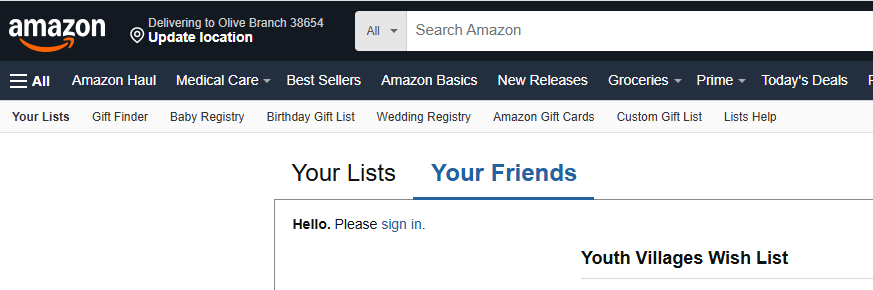 amazon
Delivering to Olive Branch 38654
Update location
All
Search Amazon
All Amazon Haul Medical Care Best Sellers Amazon Basics New Releases Groceries Prime Today's Deals
Your Lists Gift Finder Baby Registry Birthday Gift List Wedding Registry Amazon Gift Cards Custom Gift List Lists Help
Your Lists Your Friends
Hello. Please sign in.
Youth Villages Wish List